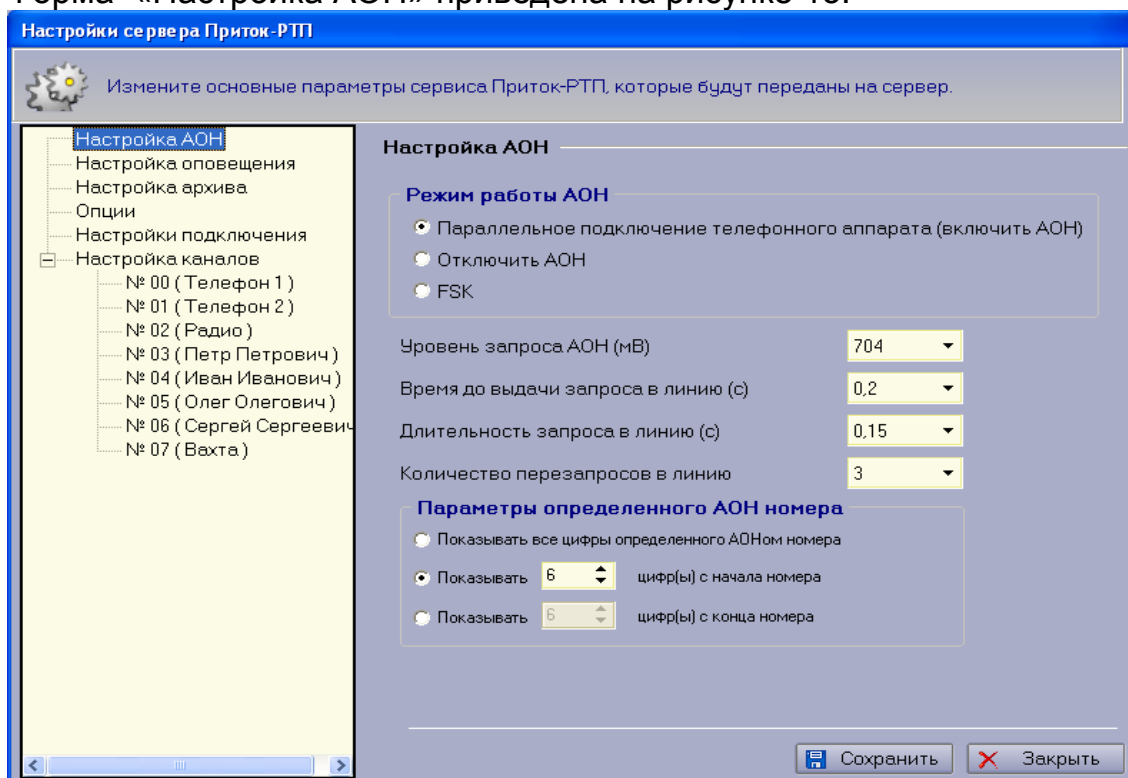 Форма «Настройка АОН» приведена на рисунке
Настройки сервера Приток-РТП
Измените основные параметры сервиса Приток-РТП, которые будут переданы на сервер.
Настройка АОН
Настройка оповещения
Настройка архива
Опции
Настройки подключения
Настройка каналов
№ 00 ( Телефон 1 )
№ 01 ( Телефон 2 )
№ 02 ( Радио )
№ 03 ( Петр Петрович )
№ 04 ( Иван Иванович )
№ 05 ( Олег Олегович )
№ 06 ( Сергей Сергееви
№ 07 ( Вахта )
Настройка АОН
Режим работы АОН
Параллельное подключение телефонного аппарата (включить АОН)
Отключить АОН
FSK
Уровень запроса АОН (мВ) 704
Время до выдачи запроса в линию (с) 0,2
Длительность запроса в линию (с) 0,15
Количество перезапросов в линию 3
Параметры определенного АОН номера
Показывать все цифры определенного АОНом номера
Показывать 6 цифр(ы) с начала номера
Показывать 6 цифр(ы) с конца номера
Сохранить Закрыть